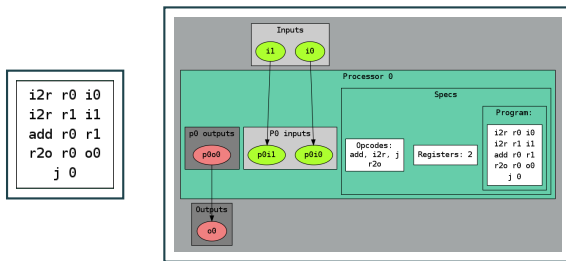 i2r r0 i0
i2r r1 i1
add r0 r1
r2o r0 o0
j 0
Inputs
i1
i0
Processor 0
Specs
Program:
p0 outputs
P0 inputs
p0o0
p0i1
p0i0
Opcodes:
add, i2r, j
r2o
Registers: 2
i2r r0 i0
i2r r1 i1
add r0 r1
r2o r0 o0
j 0
Outputs
o0